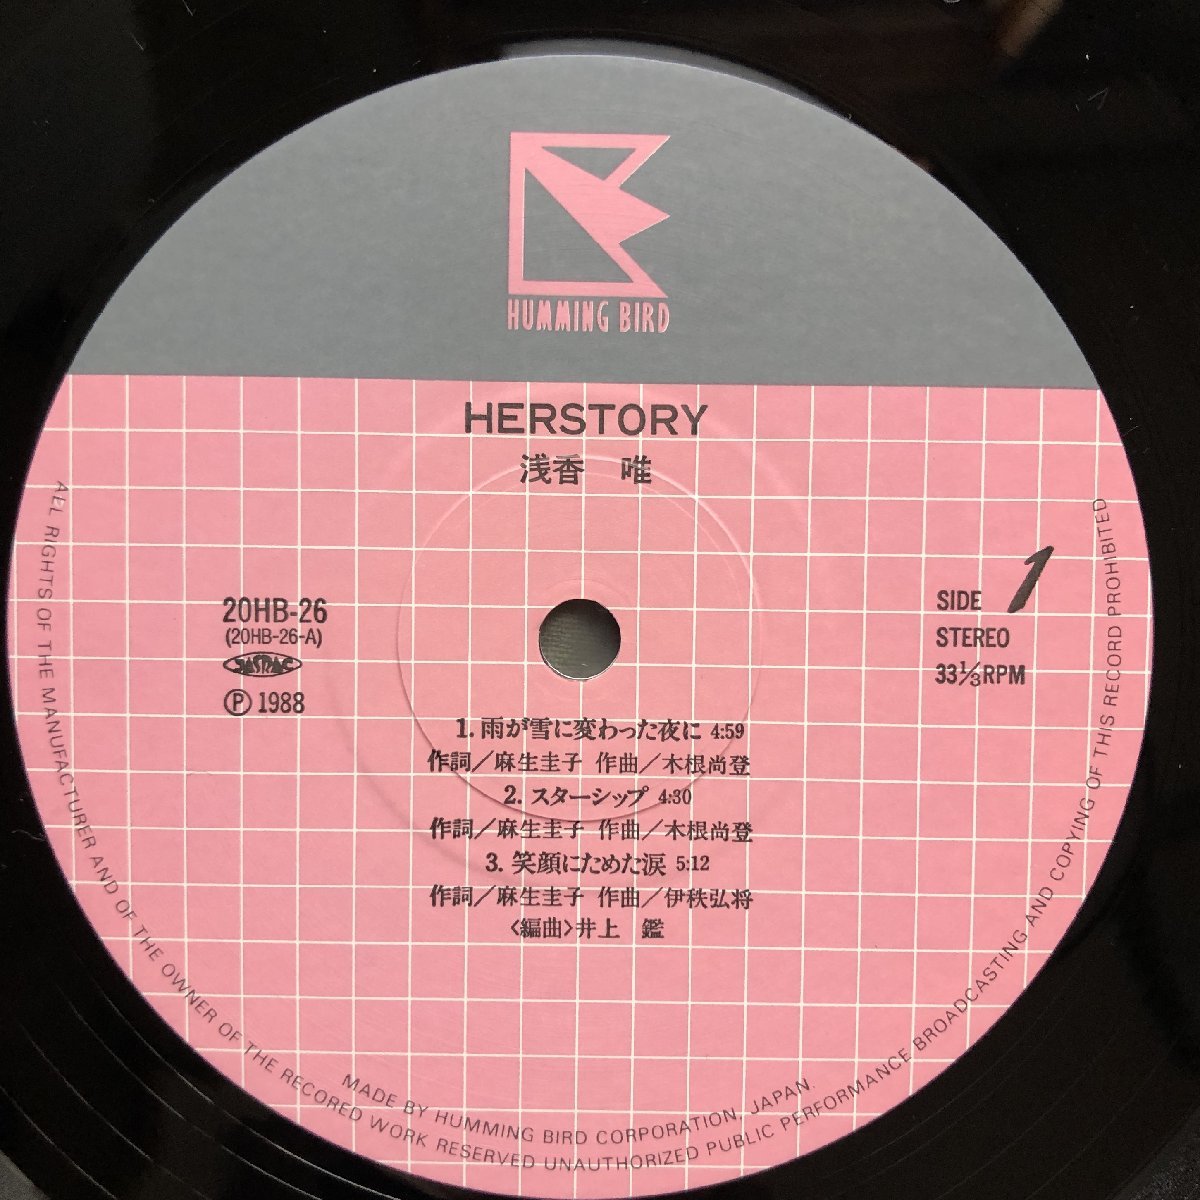 HUMMING BIRD
HERSTORY
浅香 唯
20HB-26
(20HB-26-A)
JASRAC
Ⓟ 1988
SIDE 1
STEREO
33⅓RPM
1. 雨が雪に変わった夜に 4:59
作詞/麻生圭子 作曲/木根尚登
2. スターシップ 4:30
作詞/麻生圭子 作曲/木根尚登
3. 笑顔にためた涙 5:12
作詞/麻生圭子 作曲/伊秩弘将
〈編曲〉井上 鑑
ALL RIGHTS OF THE MANUFACTURER AND OF THE OWNER OF THE RECORDED WORK RESERVED UNAUTHORIZED PUBLIC PERFORMANCE BROADCASTING AND COPYING OF THIS RECORD PROHIBITED
MADE BY HUMMING BIRD CORPORATION, JAPAN.